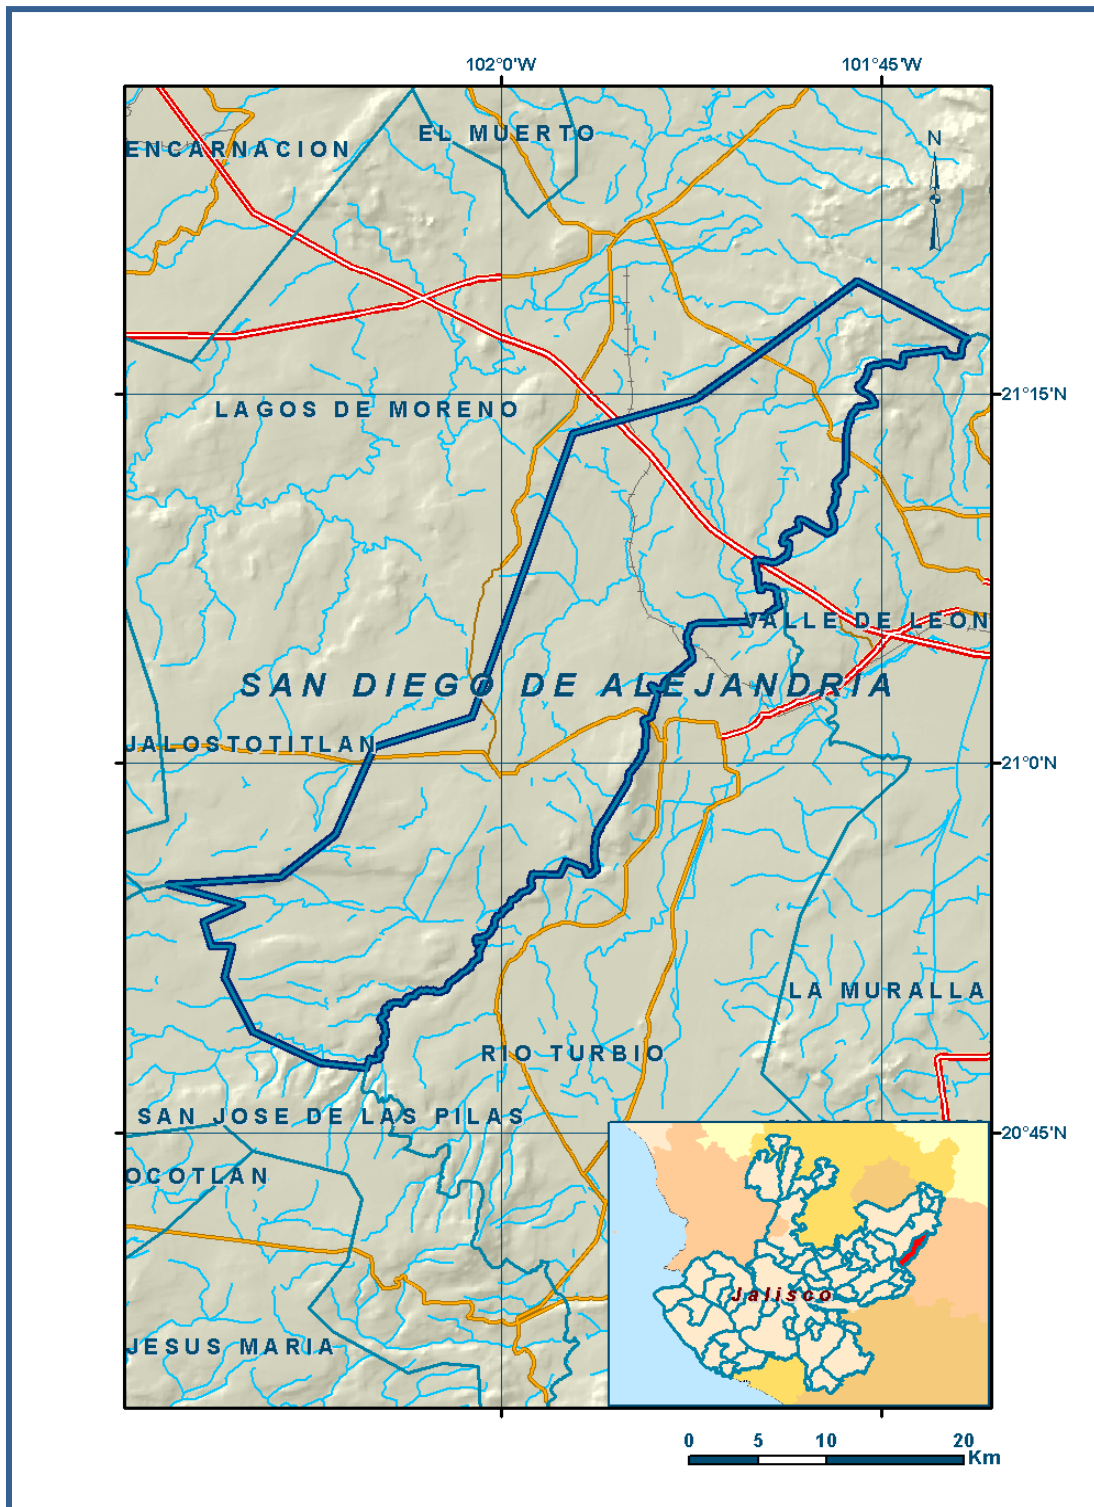 102°0'W
101°45'W
EL MUERTO
N
ENCARNACION
21°15'N
LAGOS DE MORENO
VALLE DE LEON
SAN DIEGO DE ALEJANDRÍA
JALOSTOTITLAN
21°0'N
LA MURALLA
RIO TURBIO
SAN JOSE DE LAS PILAS
20°45'N
OCOTLAN
Jalisco
JESUS MARIA
0 5 10 20
Km